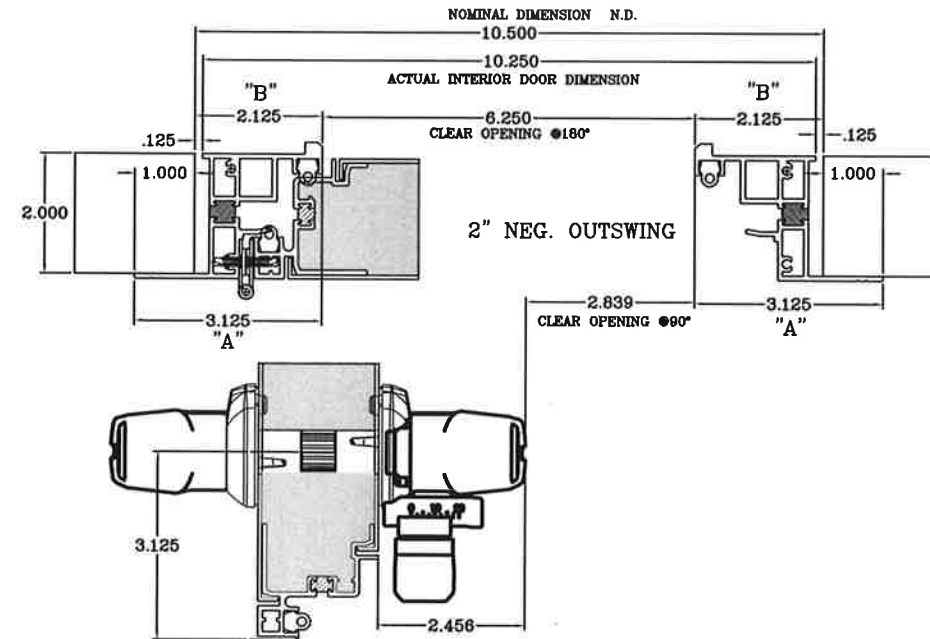 NOMINAL DIMENSION N.D.
10.500
10.250
ACTUAL INTERIOR DOOR DIMENSION
"B" "B"
2.125 6.250 2.125
.125 CLEAR OPENING @180° .125
1.000 1.000
2.000
2" NEG. OUTSWING
2.839
3.125 3.125
"A" CLEAR OPENING @90° "A"
3.125
2.456